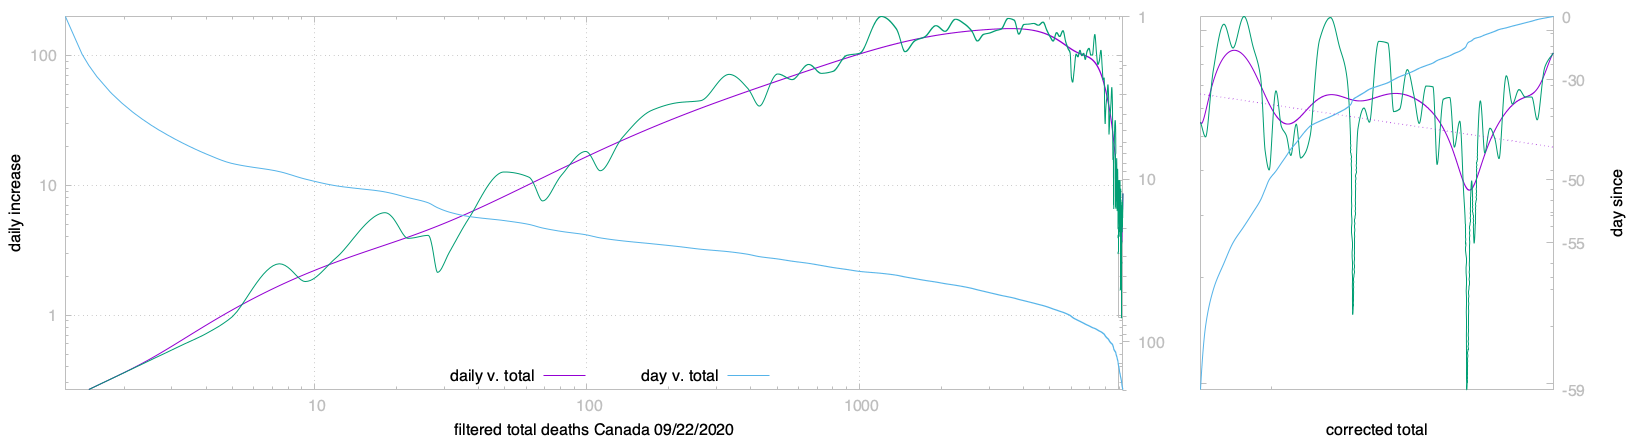 daily increase
100
10
1
10
100
1000
daily v. total
day v. total
filtered total deaths Canada 09/22/2020
1
10
100
0
-30
-50
-55
-59
day since
corrected total